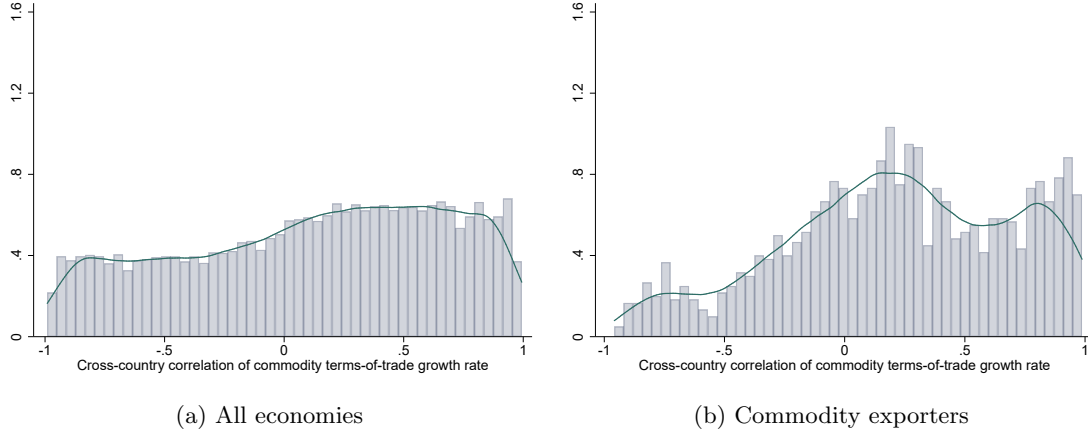 1.6
1.2
.8
.4
0
-1 -.5 0 .5 1
Cross-country correlation of commodity terms-of-trade growth rate
(a) All economies
1.6
1.2
.8
.4
0
-1 -.5 0 .5 1
Cross-country correlation of commodity terms-of-trade growth rate
(b) Commodity exporters